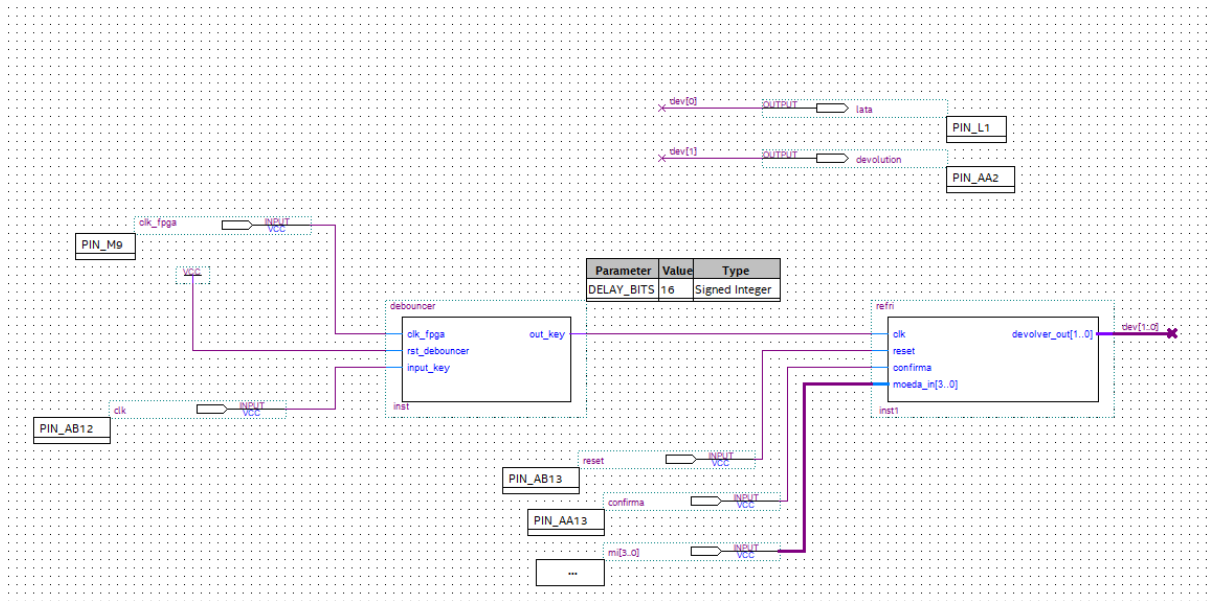 dev[0] OUTPUT lata
PIN_L1
dev[1] OUTPUT devolution
PIN_AA2
clk_fpga INPUT
VCC
PIN_M9
VCC
Parameter Value Type
DELAY_BITS 16 Signed Integer
debouncer
clk_fpga out_key
rst_debouncer
input_key
inst
refri
clk devolver_out[1..0]
reset
confirma
moeda_in[3..0]
inst1
dev[1..0]
clk INPUT
VCC
PIN_AB12
reset INPUT
VCC
PIN_AB13
confirma INPUT
VCC
PIN_AA13
mi[3..0] INPUT
VCC
...